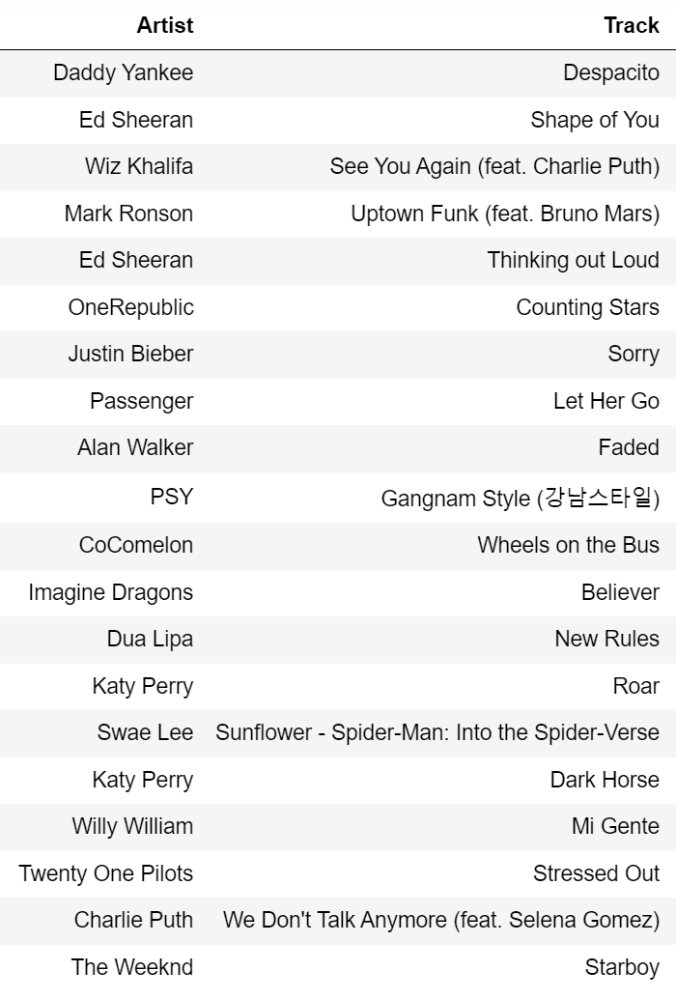 Artist Track
Daddy Yankee Despacito
Ed Sheeran Shape of You
Wiz Khalifa See You Again (feat. Charlie Puth)
Mark Ronson Uptown Funk (feat. Bruno Mars)
Ed Sheeran Thinking out Loud
OneRepublic Counting Stars
Justin Bieber Sorry
Passenger Let Her Go
Alan Walker Faded
PSY Gangnam Style (강남스타일)
CoComelon Wheels on the Bus
Imagine Dragons Believer
Dua Lipa New Rules
Katy Perry Roar
Swae Lee Sunflower - Spider-Man: Into the Spider-Verse
Katy Perry Dark Horse
Willy William Mi Gente
Twenty One Pilots Stressed Out
Charlie Puth We Don't Talk Anymore (feat. Selena Gomez)
The Weeknd Starboy